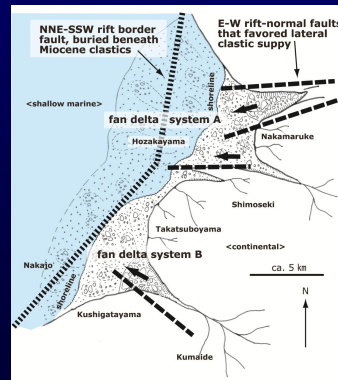 NNE-SSW rift border
fault, buried beneath
Miocene clastics
E-W rift-normal faults
that favored lateral
clastic suppy
<shallow marine>
shoreline
fan delta system A
Hozakayama
Nakamaruke
Shimoseki
Takatsuboyama
<continental>
fan delta system B
Nakajo
shoreline
ca. 5 km
N
Kushigatayama
Kumaide